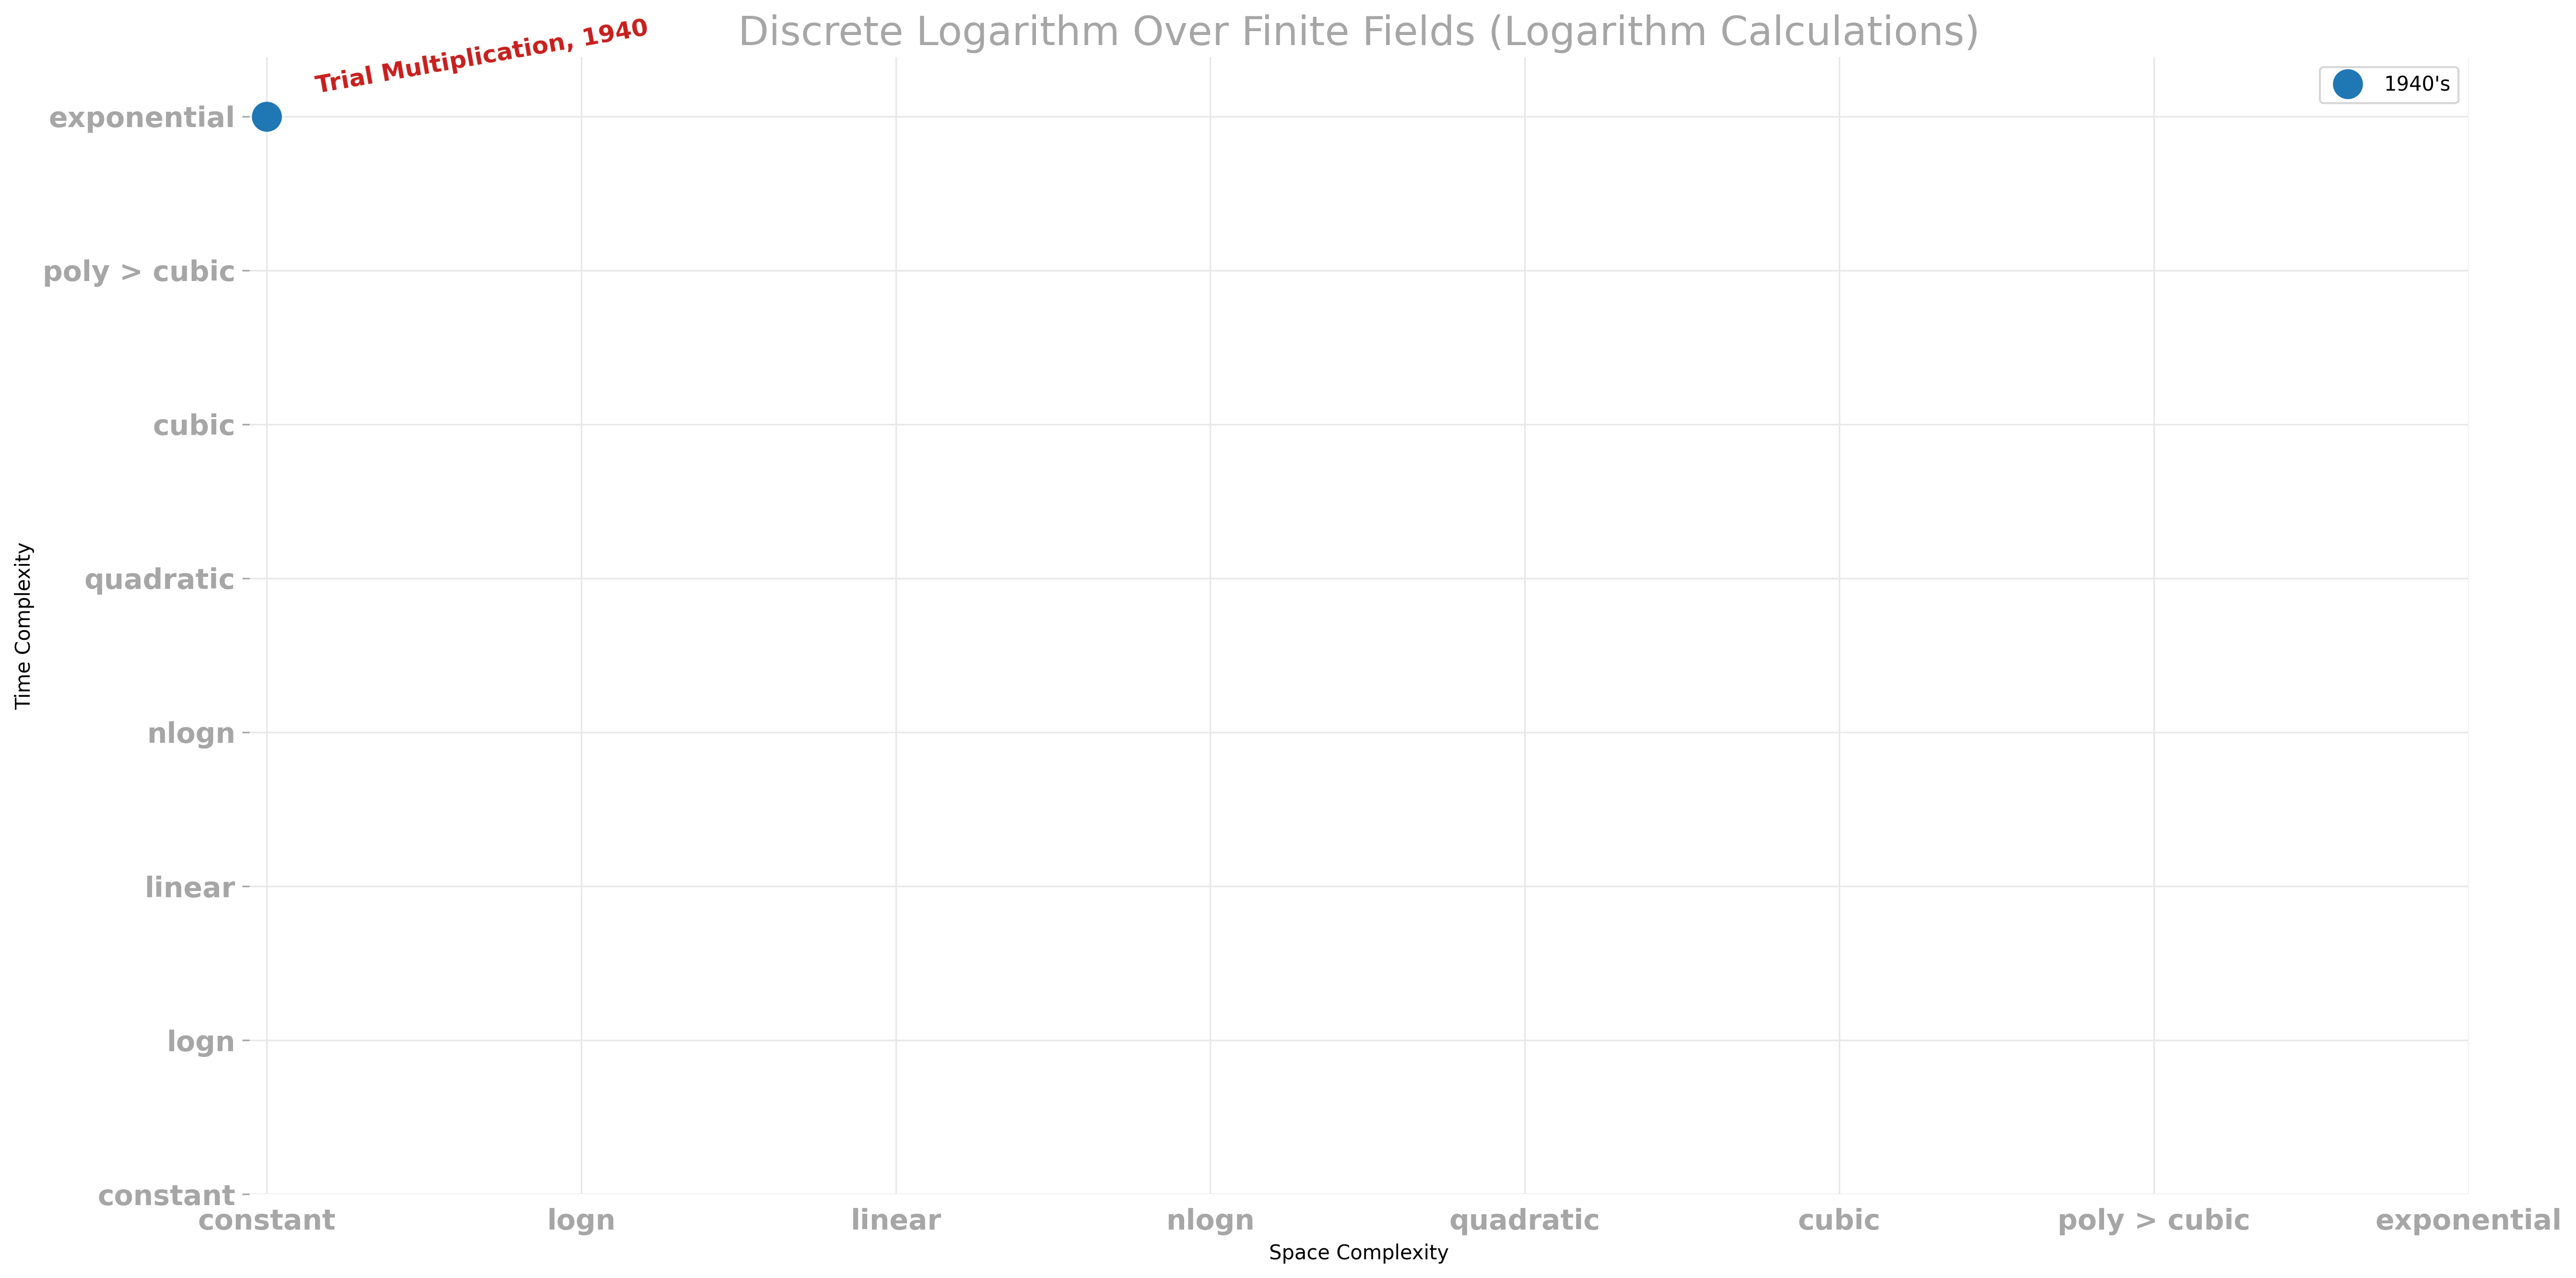 Discrete Logarithm Over Finite Fields (Logarithm Calculations)
Trial Multiplication, 1940
1940's
exponential
poly > cubic
cubic
quadratic
nlogn
linear
logn
constant
Time Complexity
constant
logn
linear
nlogn
quadratic
cubic
poly > cubic
exponential
Space Complexity